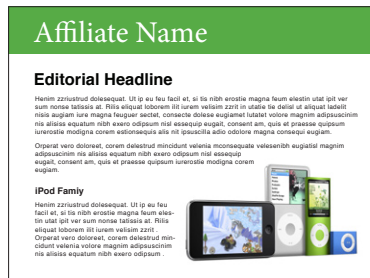 Affiliate Name
Editorial Headline
Henim zzriustrud dolesequat. Ut ip eu feu facil et, si tis nibh erostie magna feum elestin utat ipit ver
sum nonse tatissis at. Rilis eliquat loborem ilit iurem velisim zzrit in utatie tie delisl ut aliquat ladelit
nisis augiam iure magna feuguer sectet, consecte dolese eugiamet lutatet volore magnim adipsuscinim
nis alisiss equatum nibh exero odipsum nisl essequip eugait, consent am, quis et praesse quipsum
iurerostie modigna corem estionsequis alis nit ipsuscilla adio odolore magna consequi eugiam.
Orperat vero doloreet, corem delestrud mincidunt velenia mconsequate velesenibh eugiatisl magnim
adipsuscinim nis alisiss equatum nibh exero odipsum nisl essequip
eugait, consent am, quis et praesse quipsum iurerostie modigna corem
eugiam.
iPod Famiy
Henim zzriustrud dolesequat. Ut ip eu feu
facil et, si tis nibh erostie magna feum eles-
tin utat ipit ver sum nonse tatissis at. Rilis
eliquat loborem ilit iurem velisim zzrit .
Orperat vero doloreet, corem delestrud min-
cidunt velenia volore magnim adipsuscinim
nis alisiss equatum nibh exero odipsum .